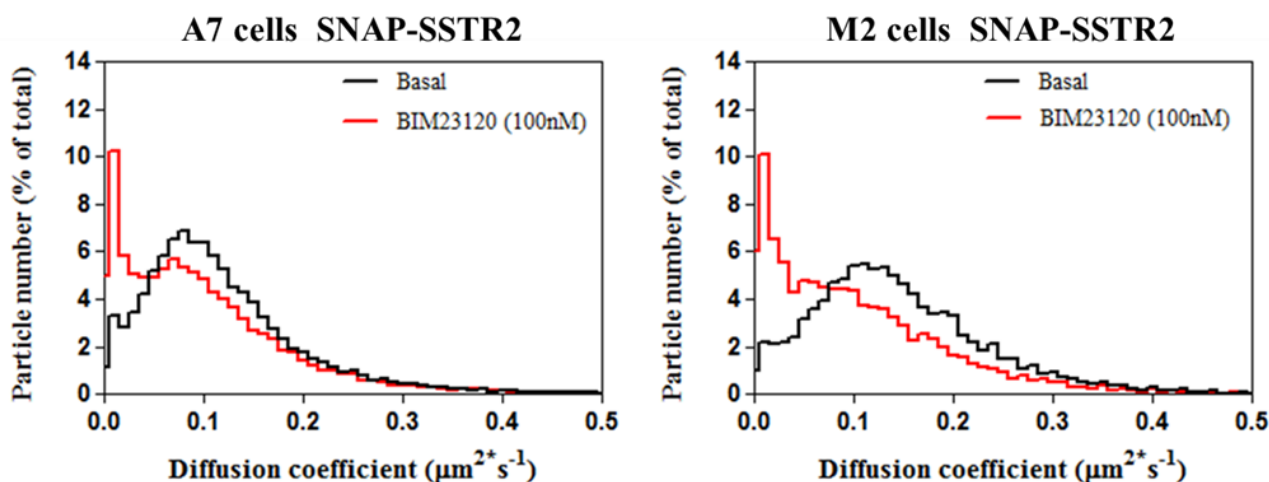 A7 cells SNAP-SSTR2
Particle number (% of total)
14
12
10
8
6
4
2
0
Basal
BIM23120 (100nM)
0.0 0.1 0.2 0.3 0.4 0.5
Diffusion coefficient (μm²*s⁻¹)
M2 cells SNAP-SSTR2
Particle number (% of total)
14
12
10
8
6
4
2
0
Basal
BIM23120 (100nM)
0.0 0.1 0.2 0.3 0.4 0.5
Diffusion coefficient (μm²*s⁻¹)